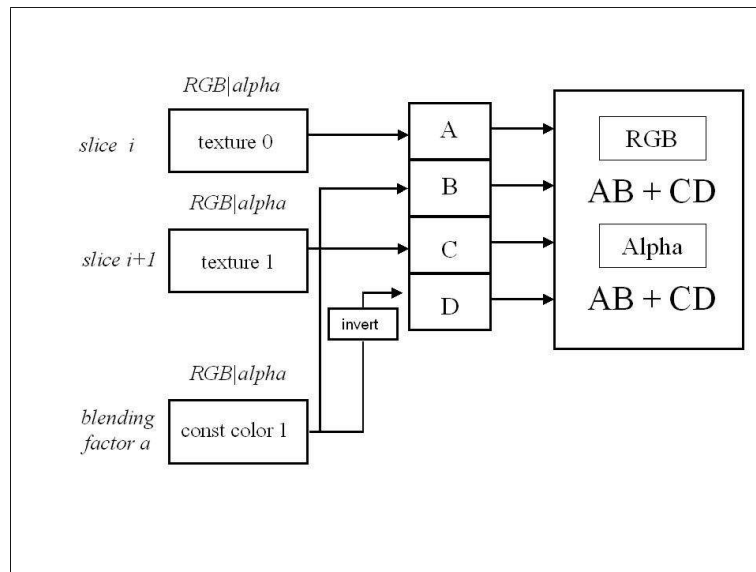 RGB|alpha
slice i
texture 0
RGB|alpha
slice i+1
texture 1
RGB|alpha
blending
factor a
const color 1
invert
A
B
C
D
RGB
AB + CD
Alpha
AB + CD